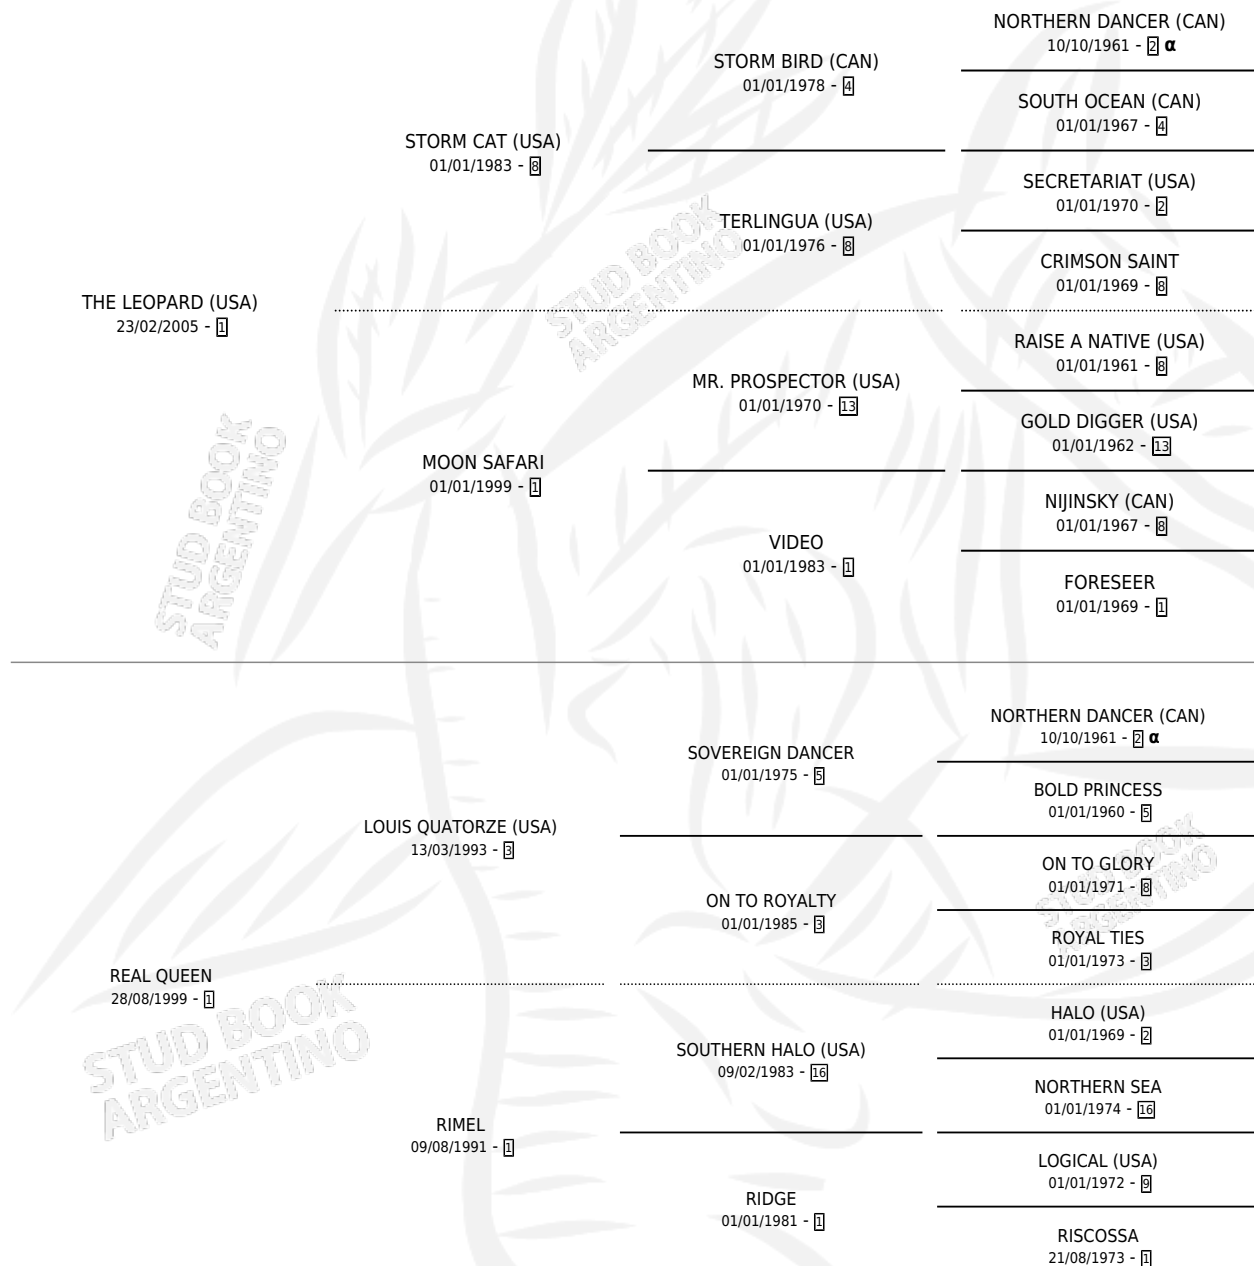 NORTHERN DANCER (CAN)
10/10/1961 - 2 α
STORM BIRD (CAN)
01/01/1978 - 4
SOUTH OCEAN (CAN)
01/01/1967 - 4
STORM CAT (USA)
01/01/1983 - 8
SECRETARIAT (USA)
01/01/1970 - 2
TERLINGUA (USA)
01/01/1976 - 8
CRIMSON SAINT
01/01/1969 - 8
THE LEOPARD (USA)
23/02/2005 - 1
STUD BOOK
ARGENTINO
RAISE A NATIVE (USA)
01/01/1961 - 8
MR. PROSPECTOR (USA)
01/01/1970 - 13
GOLD DIGGER (USA)
01/01/1962 - 13
MOON SAFARI
01/01/1999 - 1
NIJINSKY (CAN)
01/01/1967 - 8
VIDEO
01/01/1983 - 1
FORESEER
01/01/1969 - 1
STUD BOOK
ARGENTINO
NORTHERN DANCER (CAN)
10/10/1961 - 2 α
SOVEREIGN DANCER
01/01/1975 - 5
BOLD PRINCESS
01/01/1960 - 5
LOUIS QUATORZE (USA)
13/03/1993 - 3
ON TO GLORY
01/01/1971 - 8
STUD BOOK
ARGENTINO
ON TO ROYALTY
01/01/1985 - 3
ROYAL TIES
01/01/1973 - 3
REAL QUEEN
28/08/1999 - 1
STUD BOOK
ARGENTINO
HALO (USA)
01/01/1969 - 2
SOUTHERN HALO (USA)
09/02/1983 - 16
NORTHERN SEA
01/01/1974 - 16
RIMEL
09/08/1991 - 1
LOGICAL (USA)
01/01/1972 - 9
RIDGE
01/01/1981 - 1
RISCOSSA
21/08/1973 - 1